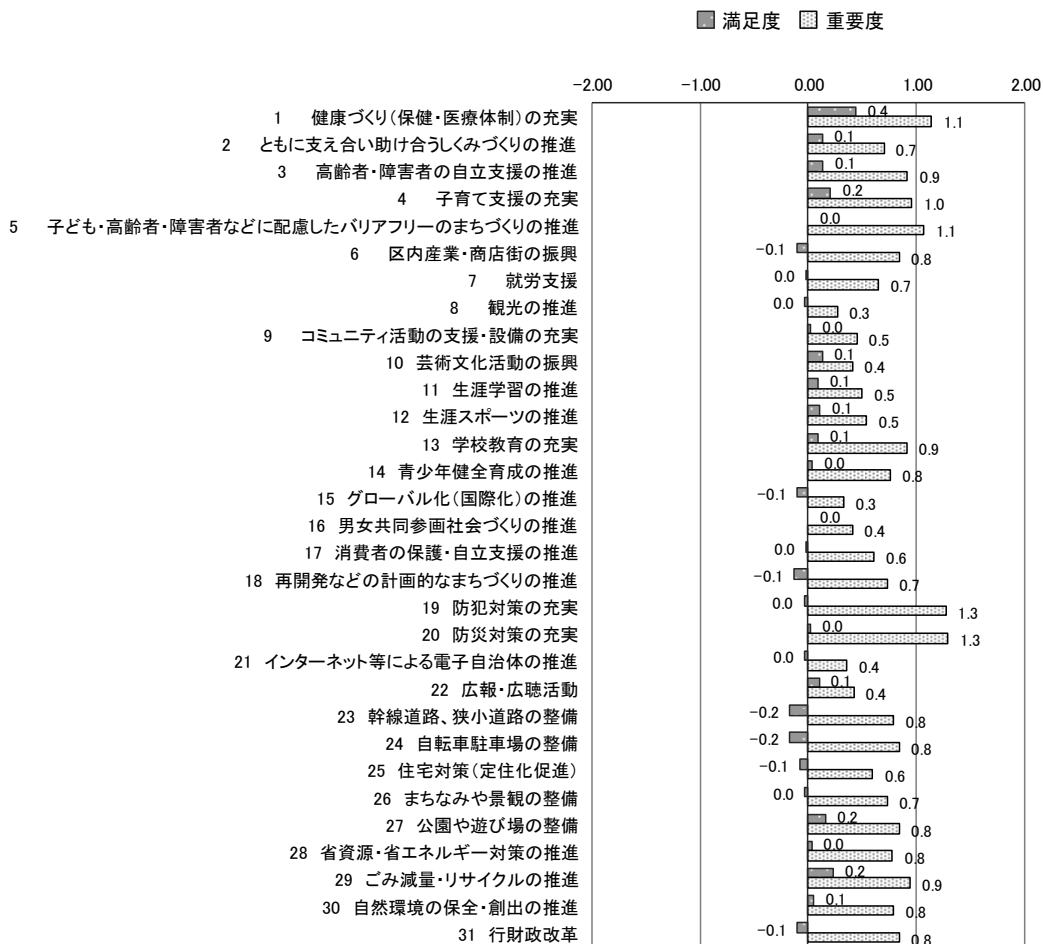 満足度 重要度
-2.00 -1.00 0.00 1.00 2.00
1 健康づくり(保健・医療体制)の充実 0.4 1.1
2 ともに支え合い助け合うしくみづくりの推進 0.1 0.7
3 高齢者・障害者の自立支援の推進 0.1 0.9
4 子育て支援の充実 0.2 1.0
5 子ども・高齢者・障害者などに配慮したバリアフリーのまちづくりの推進 0.0 1.1
6 区内産業・商店街の振興 -0.1 0.8
7 就労支援 0.0 0.7
8 観光の推進 0.0 0.3
9 コミュニティ活動の支援・設備の充実 0.0 0.5
10 芸術文化活動の振興 0.1 0.4
11 生涯学習の推進 0.1 0.5
12 生涯スポーツの推進 0.1 0.5
13 学校教育の充実 0.1 0.9
14 青少年健全育成の推進 0.0 0.8
15 グローバル化(国際化)の推進 -0.1 0.3
16 男女共同参画社会づくりの推進 0.0 0.4
17 消費者の保護・自立支援の推進 0.0 0.6
18 再開発などの計画的なまちづくりの推進 -0.1 0.7
19 防犯対策の充実 0.0 1.3
20 防災対策の充実 0.0 1.3
21 インターネット等による電子自治体の推進 0.0 0.4
22 広報・広聴活動 0.1 0.4
23 幹線道路、狭小道路の整備 -0.2 0.8
24 自転車駐車場の整備 -0.2 0.8
25 住宅対策(定住化促進) -0.1 0.6
26 まちなみや景観の整備 0.0 0.7
27 公園や遊び場の整備 0.2 0.8
28 省資源・省エネルギー対策の推進 0.0 0.8
29 ごみ減量・リサイクルの推進 0.2 0.9
30 自然環境の保全・創出の推進 0.1 0.8
31 行財政改革 -0.1 0.8